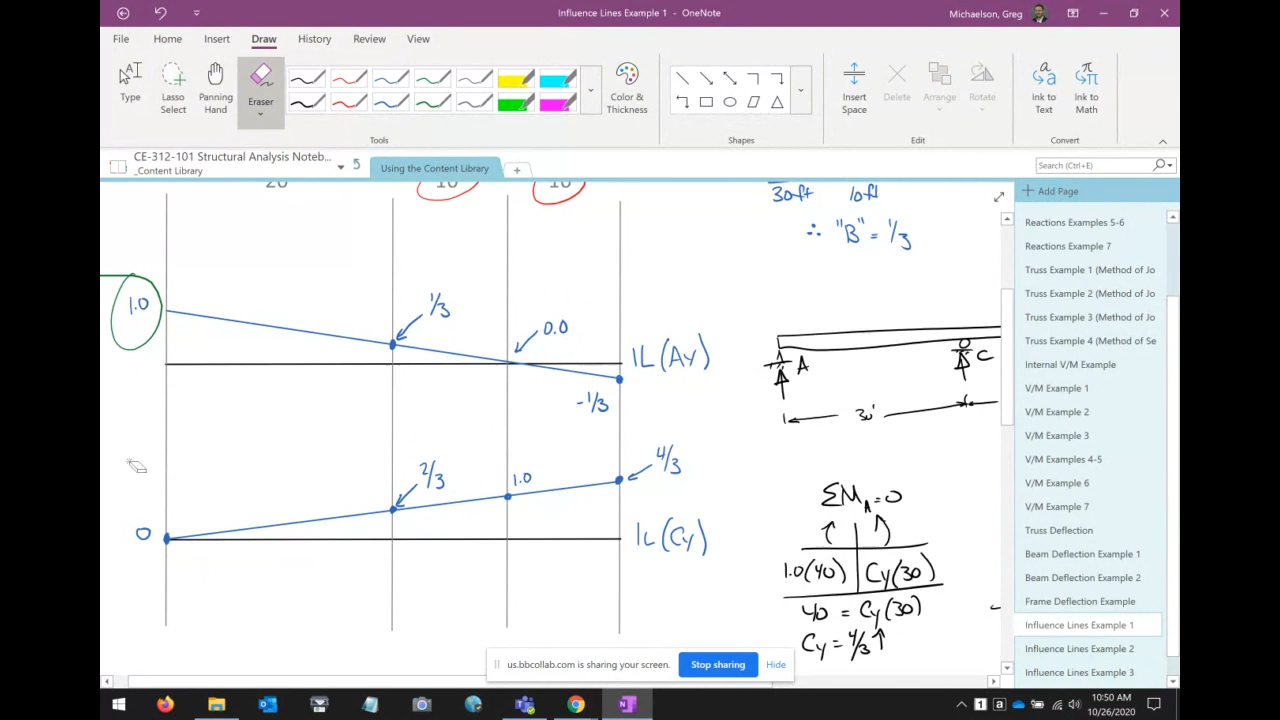 Influence Lines Example 1 - OneNote
Michaelson, Greg
File Home Insert Draw History Review View
Type
Lasso Select
Panning Hand
Eraser
Color & Thickness
Insert Space
Delete
Arrange
Rotate
Ink to Text
Ink to Math
Tools
Shapes
Edit
Convert
CE-312-101 Structural Analysis Noteb...
_Content Library
5
Using the Content Library
Search (Ctrl+E)
Add Page
Reactions Examples 5-6
Reactions Example 7
Truss Example 1 (Method of Jo
Truss Example 2 (Method of Jo
Truss Example 3 (Method of Jo
Truss Example 4 (Method of Se
Internal V/M Example
V/M Example 1
V/M Example 2
V/M Example 3
V/M Examples 4-5
V/M Example 6
V/M Example 7
Truss Deflection
Beam Deflection Example 1
Beam Deflection Example 2
Frame Deflection Example
Influence Lines Example 1
Influence Lines Example 2
Influence Lines Example 3
30ft 10ft
∴ "B" = 1/3
1.0
1/3
0.0
IL(Ay)
-1/3
A
C
30'
2/3
1.0
4/3
0
IL(Cy)
ΣM_A=0
1.0(40) Cy(30)
40 = Cy(30)
Cy = 4/3 ↑
us.bbcollab.com is sharing your screen.
Stop sharing
Hide
10:50 AM
10/26/2020